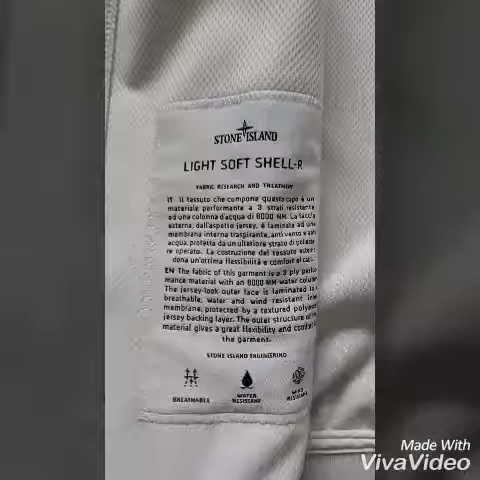 STONE ISLAND
LIGHT SOFT SHELL-R
FABRIC RESEARCH AND TREATMENT
IT Il tessuto che compone questo capo è un
materiale performante a 3 strati resistente
ad una colonna d'acqua di 8000 MM. La faccia
esterna, dall'aspetto jersey, è laminata ad una
membrana interna traspirante, anti vento e
acqua, protetta da un ulteriore strato di
operato. La costruzione del tessuto
dona un'ottima flessibilità e comfort al
EN The fabric of this garment is a 3 ply
material with an 8000 MM water
The jersey-look outer face is laminated to
breathable, water and wind resistant
membrane, protected by a textured
jersey backing layer. The outer structure of
material gives a great flexibility and comfort
the garment.
STONE ISLAND ENGINEERING
BREATHABLE
WATER
RESISTANT
WIND
RESISTANT
Made With
VivaVideo